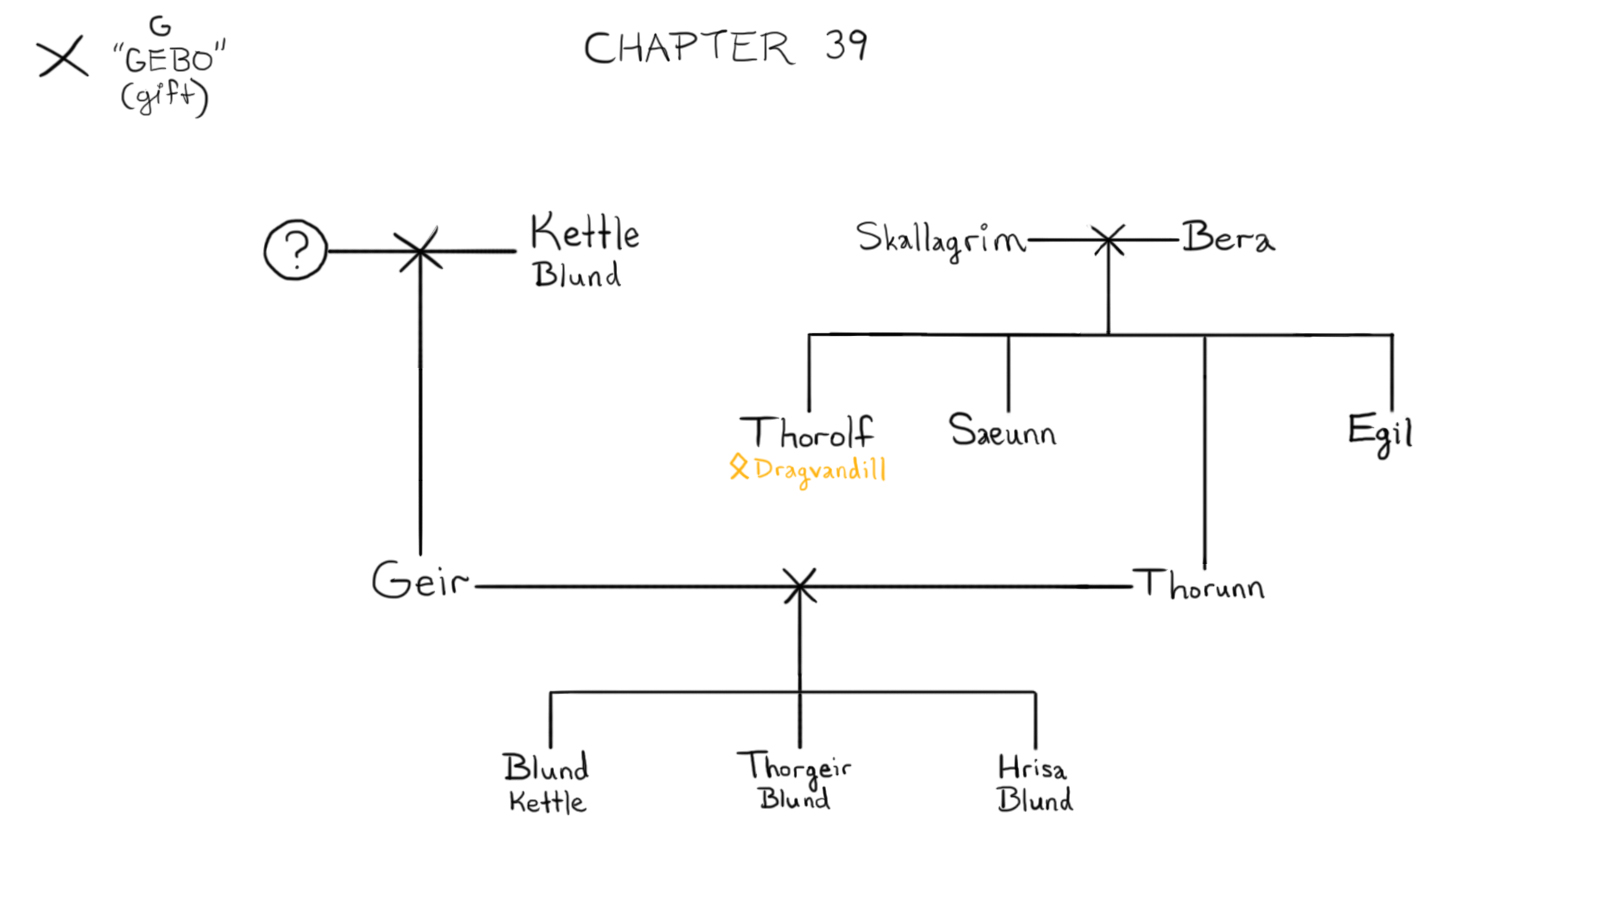 G
"GEBO"
(gift)
CHAPTER 39
?
Kettle
Blund
Skallagrim
Bera
Thorolf
Dragvandill
Saeunn
Egil
Geir
Thorunn
Blund
Kettle
Thorgeir
Blund
Hrisa
Blund